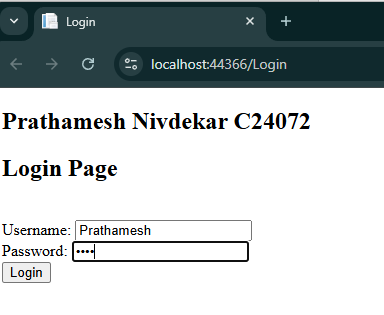 Login
localhost:44366/Login
Prathamesh Nivdekar C24072
Login Page
Username: Prathamesh
Password: ••••
Login